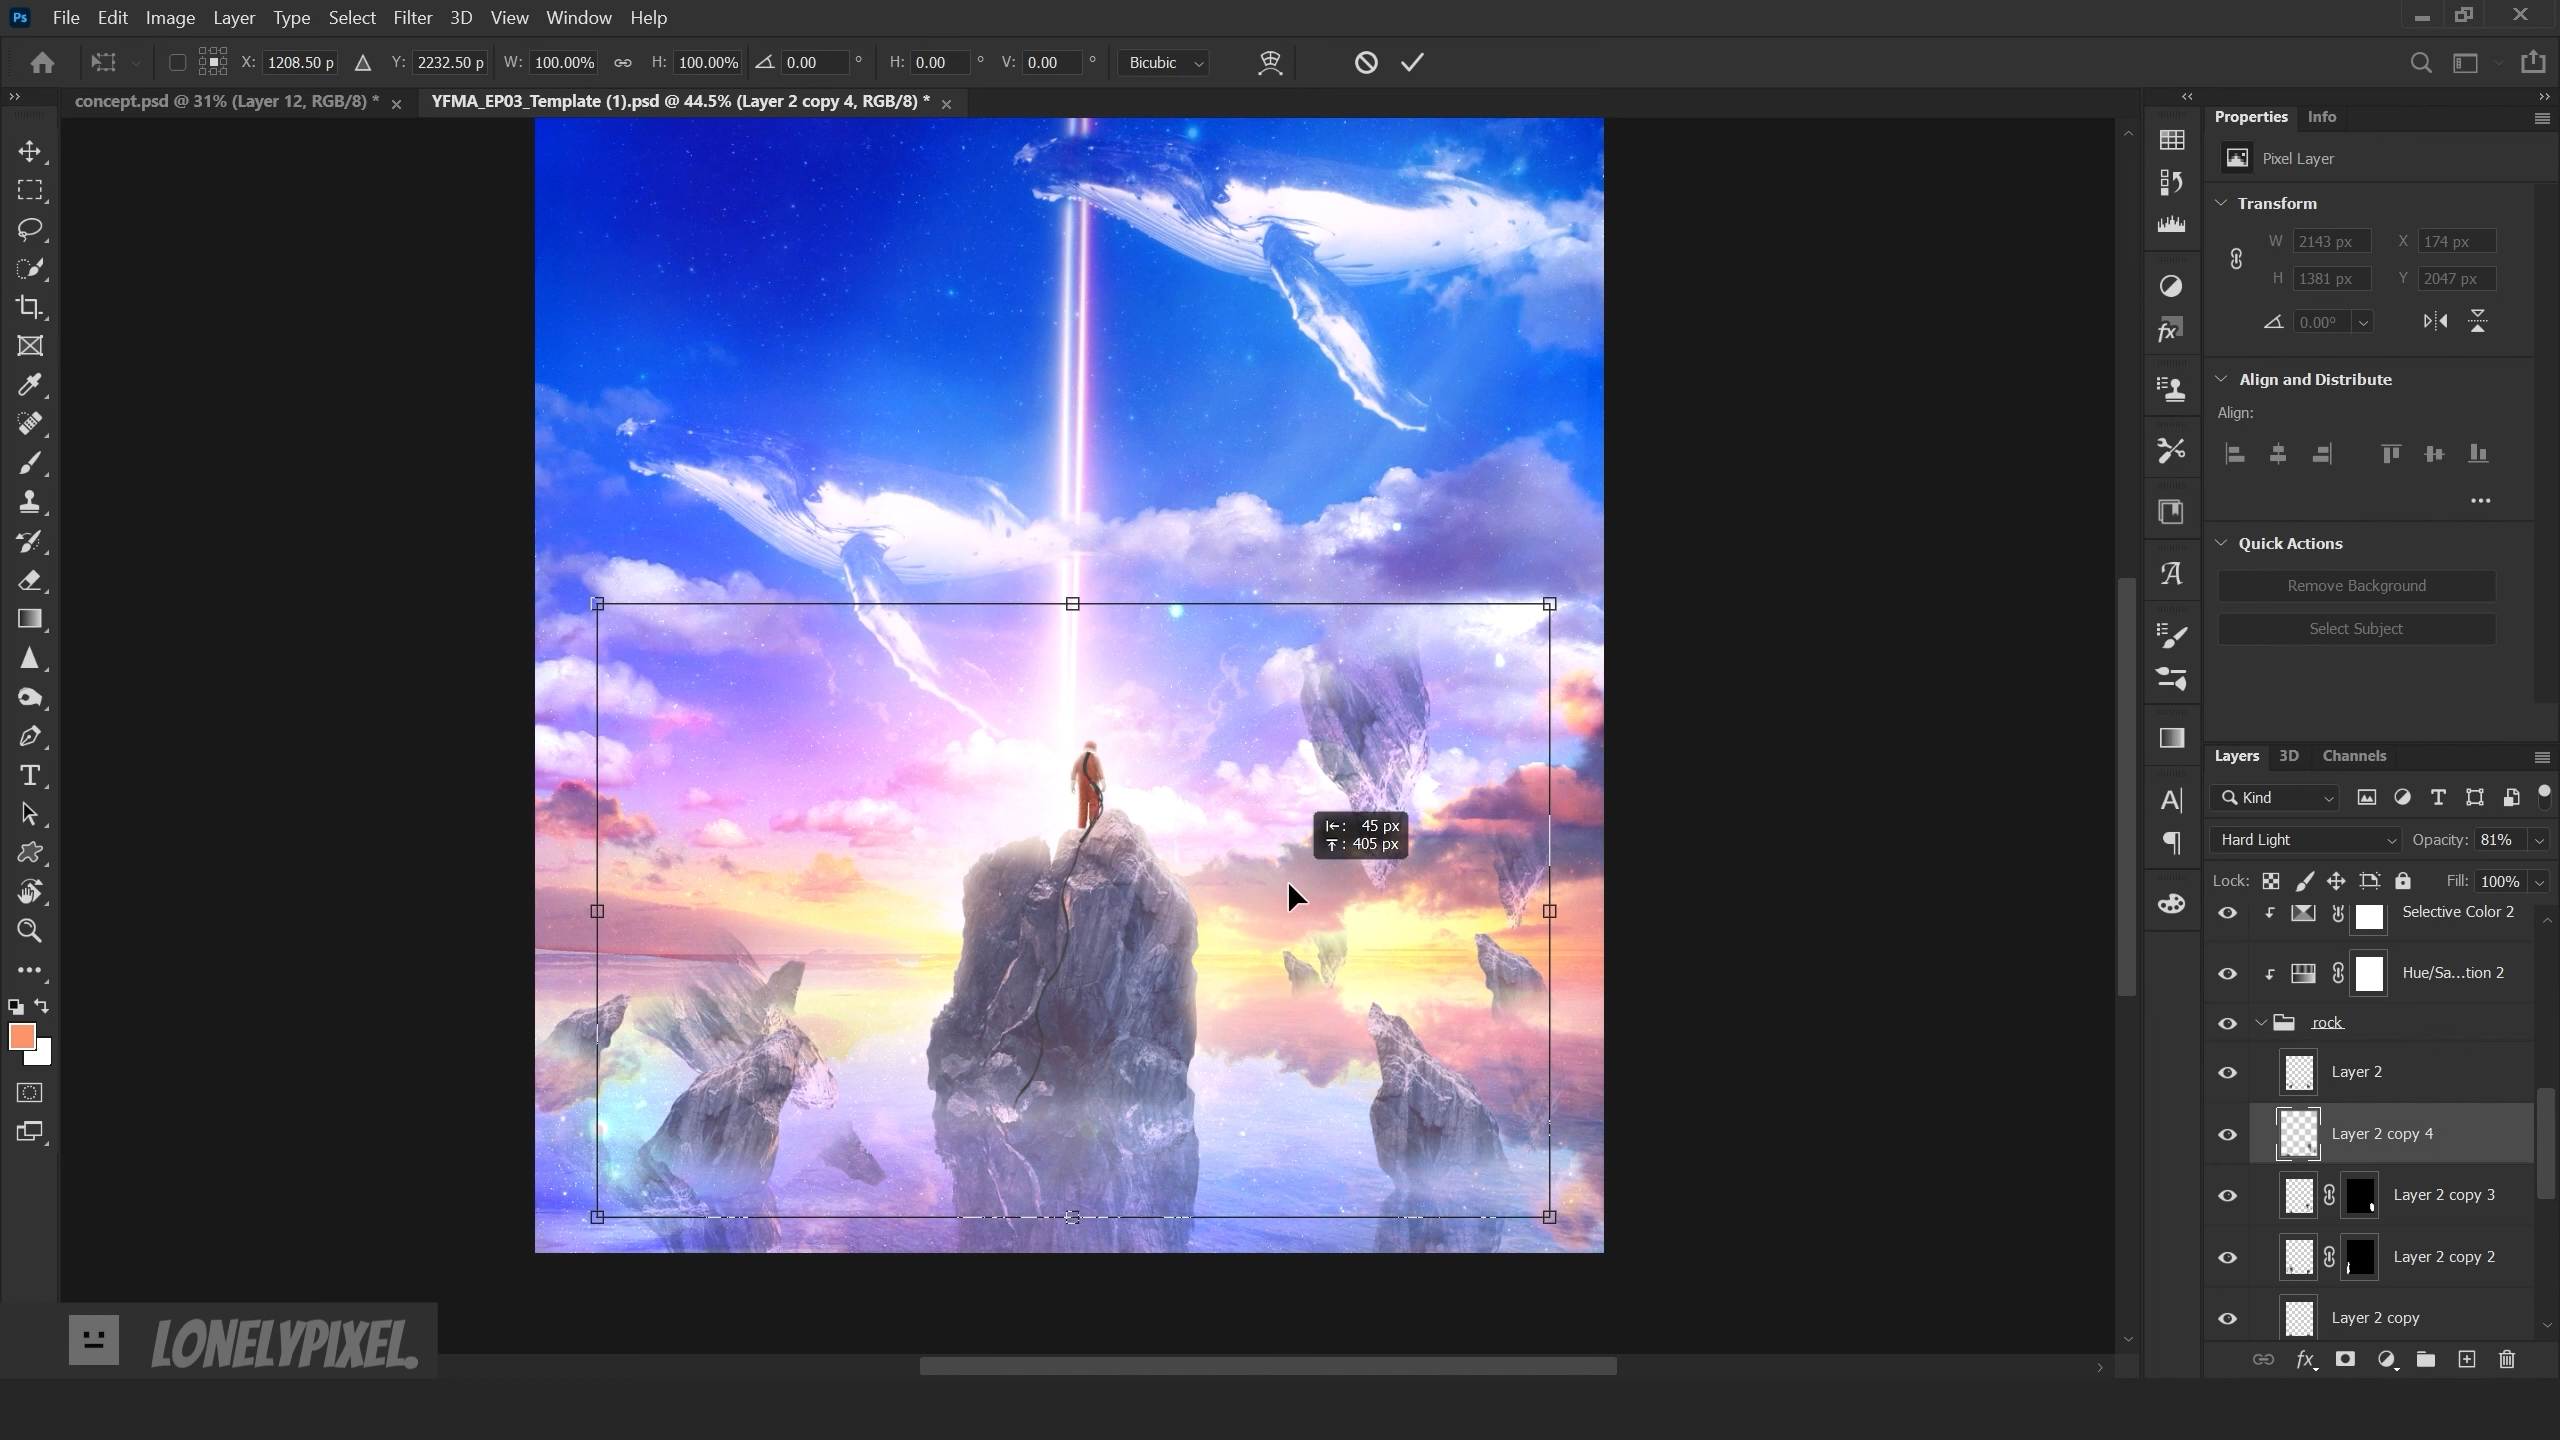 Ps File Edit Image Layer Type Select Filter 3D View Window Help
X: 1208.50 p Y: 2232.50 p W: 100.00% H: 100.00% 0.00 ° H: 0.00 ° V: 0.00 ° Bicubic
concept.psd @ 31% (Layer 12, RGB/8) * × YFMA_EP03_Template (1).psd @ 44.5% (Layer 2 copy 4, RGB/8) * ×
Properties Info
Pixel Layer
Transform
W 2143 px X 174 px
H 1381 px Y 2047 px
0.00°
Align and Distribute
Align:
Quick Actions
Remove Background
Select Subject
45 px
405 px
Layers 3D Channels
Kind
Hard Light Opacity: 81%
Lock: Fill: 100%
Selective Color 2
Hue/Sa...tion 2
rock
Layer 2
Layer 2 copy 4
Layer 2 copy 3
Layer 2 copy 2
Layer 2 copy
LONELYPIXEL.